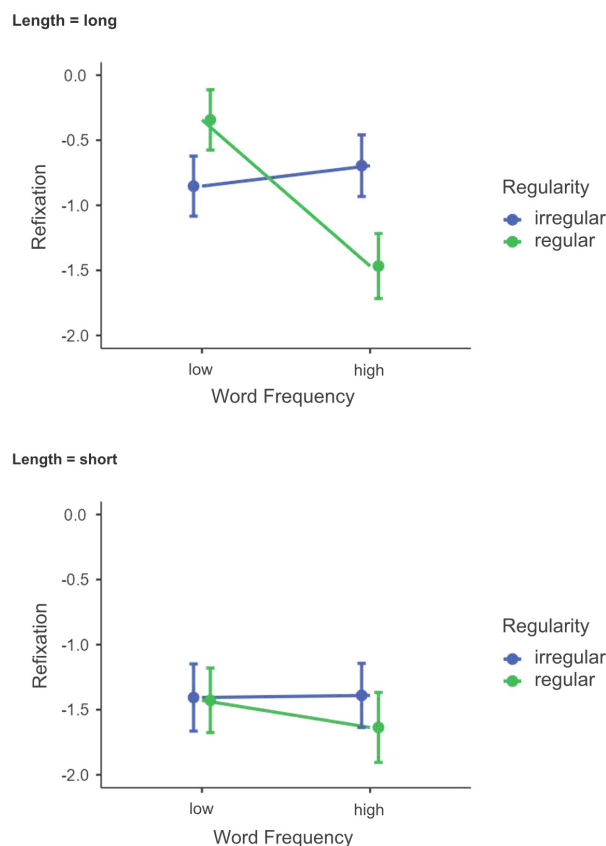 Length = long
0.0
-0.5
-1.0
-1.5
-2.0
Refixation
low
high
Word Frequency
Regularity
irregular
regular
Length = short
0.0
-0.5
-1.0
-1.5
-2.0
Refixation
low
high
Word Frequency
Regularity
irregular
regular